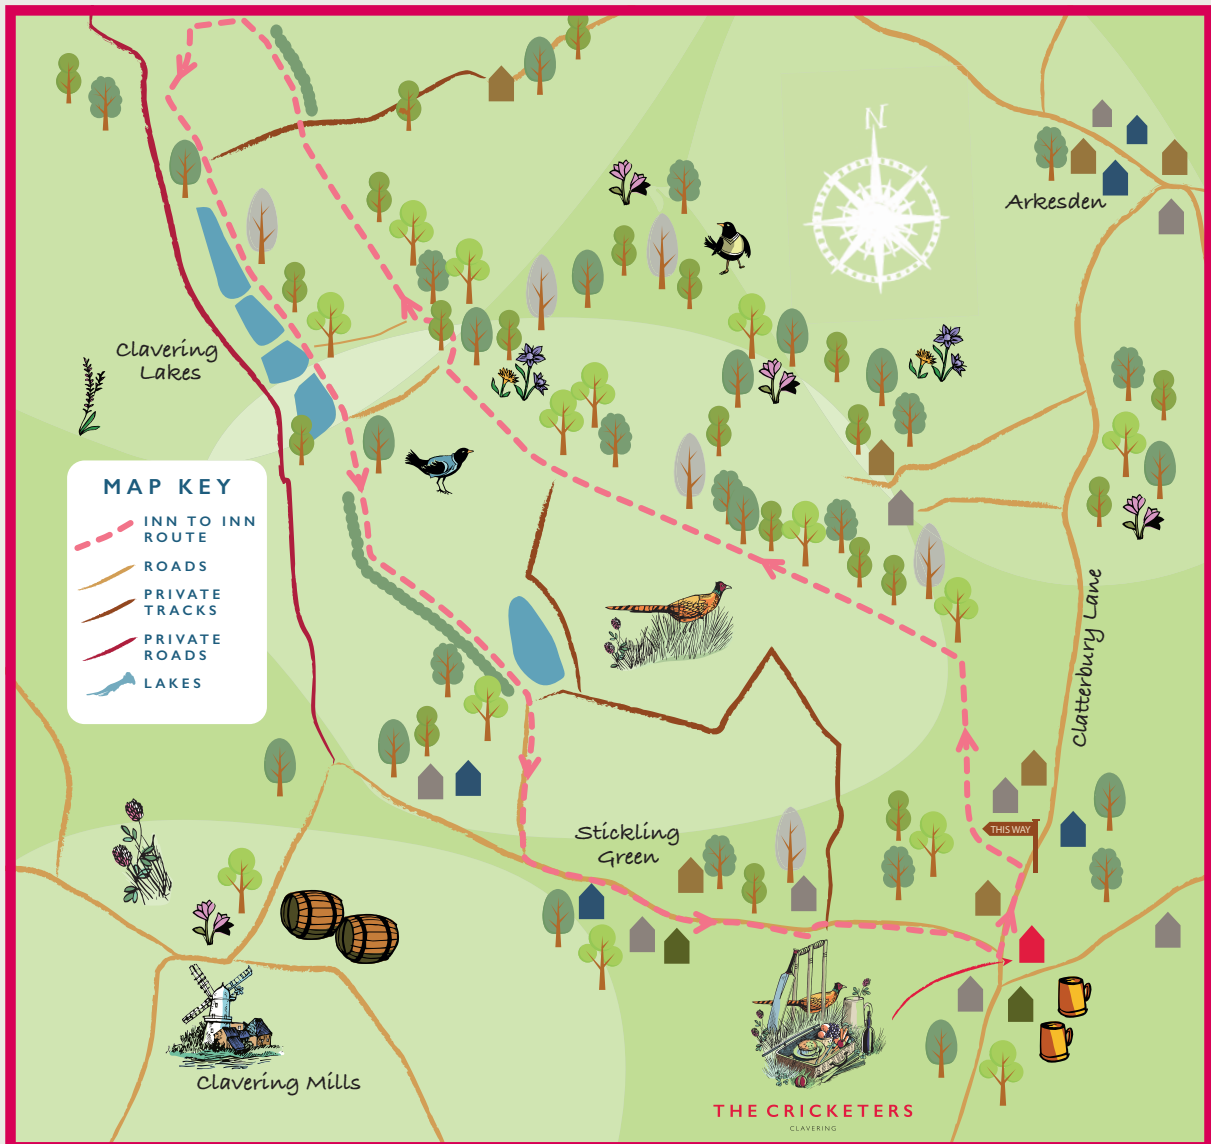 N
Arkesden
Clavering
Lakes
MAP KEY
INN TO INN
ROUTE
ROADS
PRIVATE
TRACKS
PRIVATE
ROADS
LAKES
Clatterbury Lane
THIS WAY
Stickling
Green
Clavering Mills
THE CRICKETERS
CLAVERING